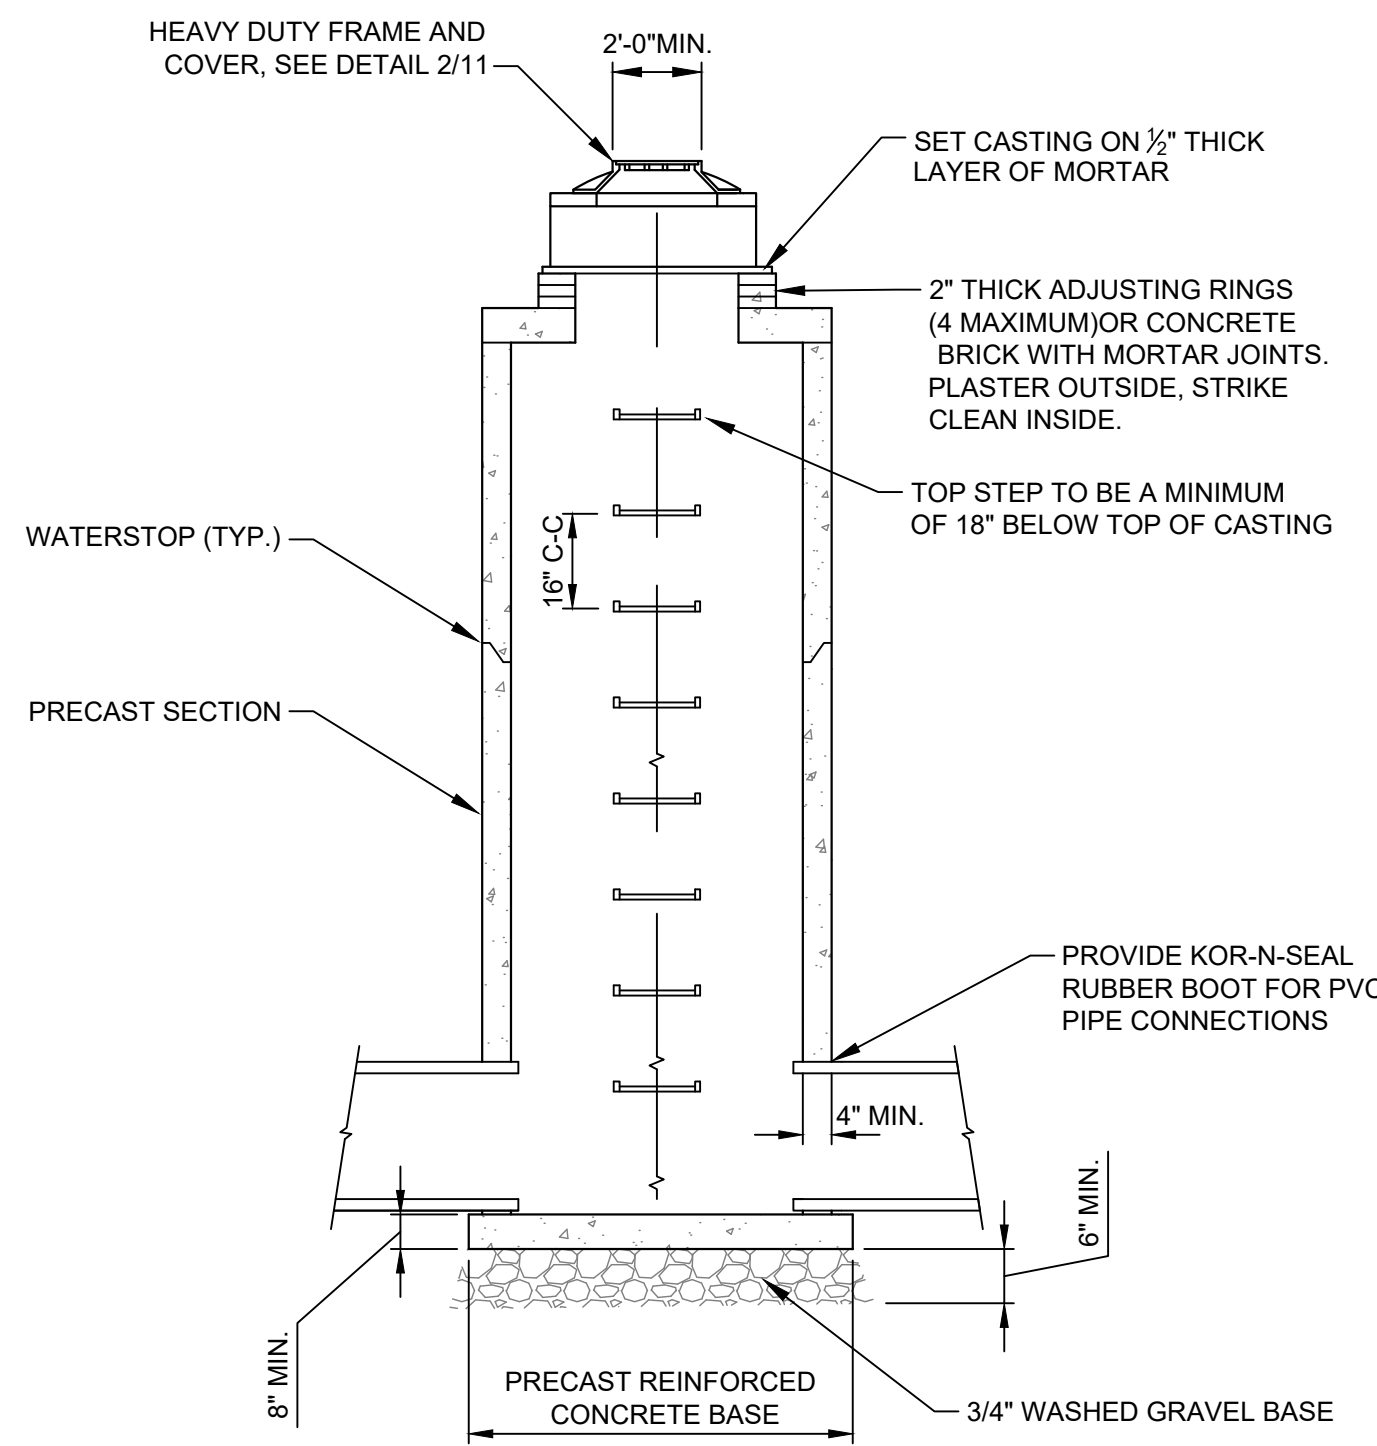 HEAVY DUTY FRAME AND
COVER, SEE DETAIL 2/11
2'-0"MIN.
SET CASTING ON ½" THICK
LAYER OF MORTAR
2" THICK ADJUSTING RINGS
(4 MAXIMUM)OR CONCRETE
BRICK WITH MORTAR JOINTS.
PLASTER OUTSIDE, STRIKE
CLEAN INSIDE.
TOP STEP TO BE A MINIMUM
OF 18" BELOW TOP OF CASTING
WATERSTOP (TYP.)
16" C-C
PRECAST SECTION
PROVIDE KOR-N-SEAL
RUBBER BOOT FOR PVC
PIPE CONNECTIONS
4" MIN.
6" MIN.
8" MIN.
PRECAST REINFORCED
CONCRETE BASE
3/4" WASHED GRAVEL BASE